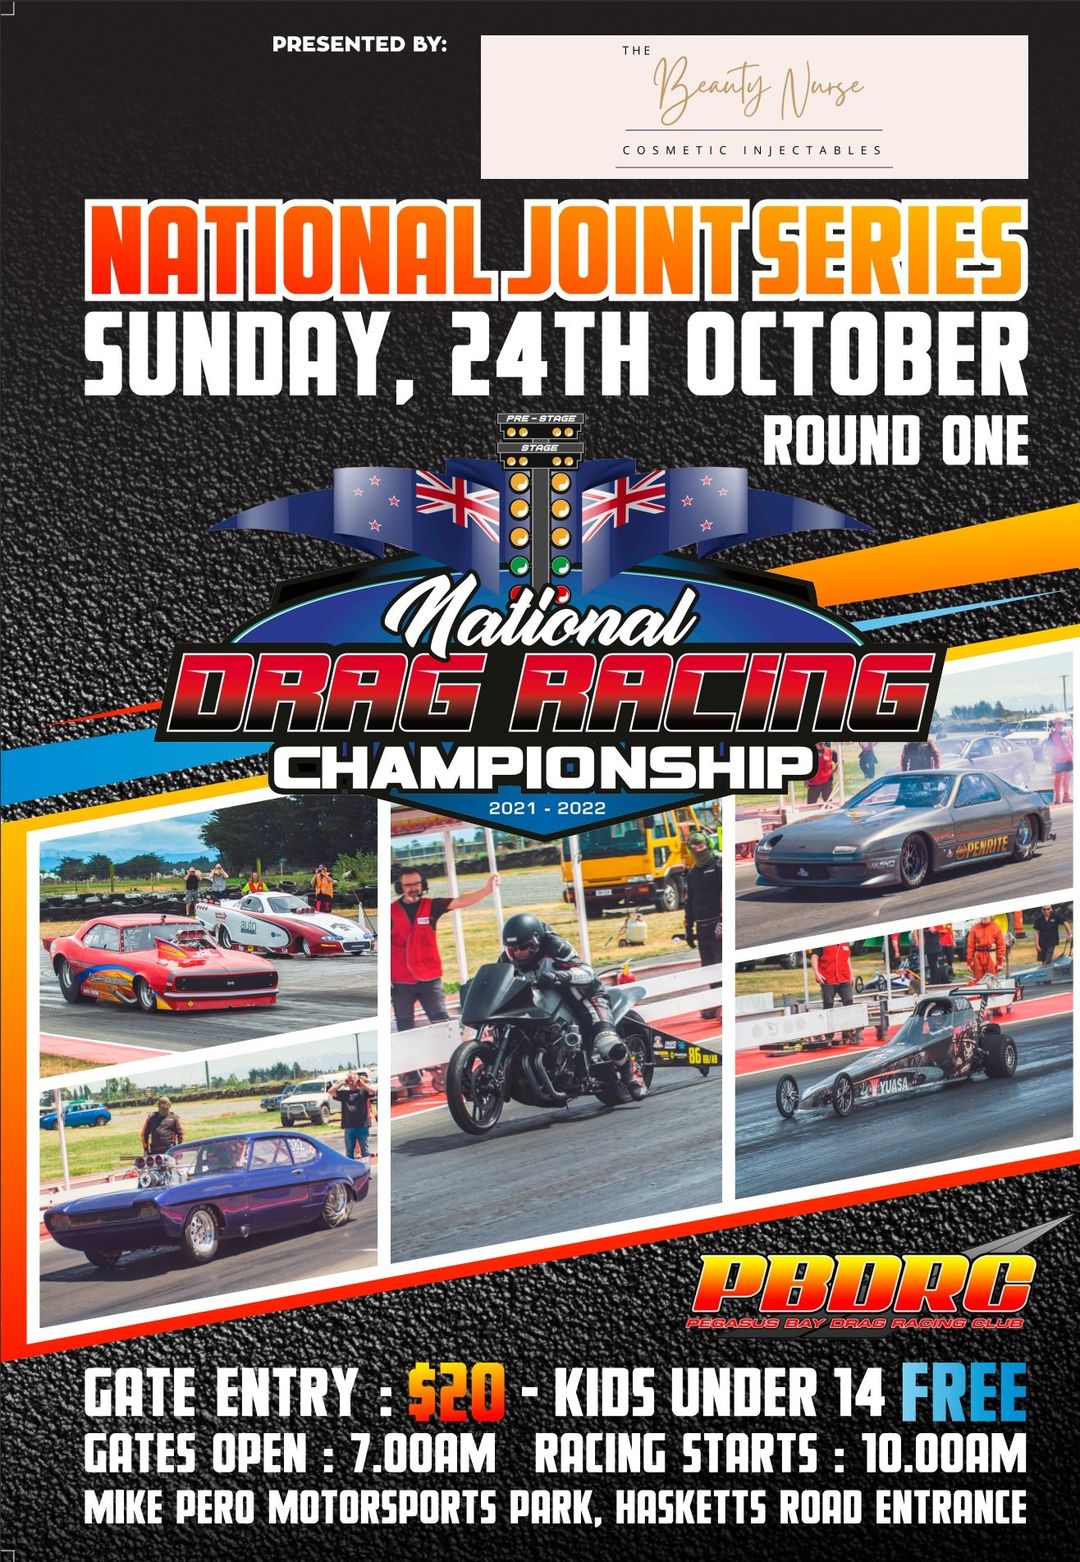 PRESENTED BY:
THE
Beauty Nurse
COSMETIC INJECTABLES
NATIONAL JOINT SERIES
SUNDAY, 24TH OCTOBER
ROUND ONE
PRE-STAGE
STAGE
National
DRAG RACING
CHAMPIONSHIP
2021 - 2022
PENRITE
YUASA
86
PBDRC
PEGASUS BAY DRAG RACING CLUB
GATE ENTRY : $20 - KIDS UNDER 14 FREE
GATES OPEN : 7.00AM RACING STARTS : 10.00AM
MIKE PERO MOTORSPORTS PARK, HASKETTS ROAD ENTRANCE